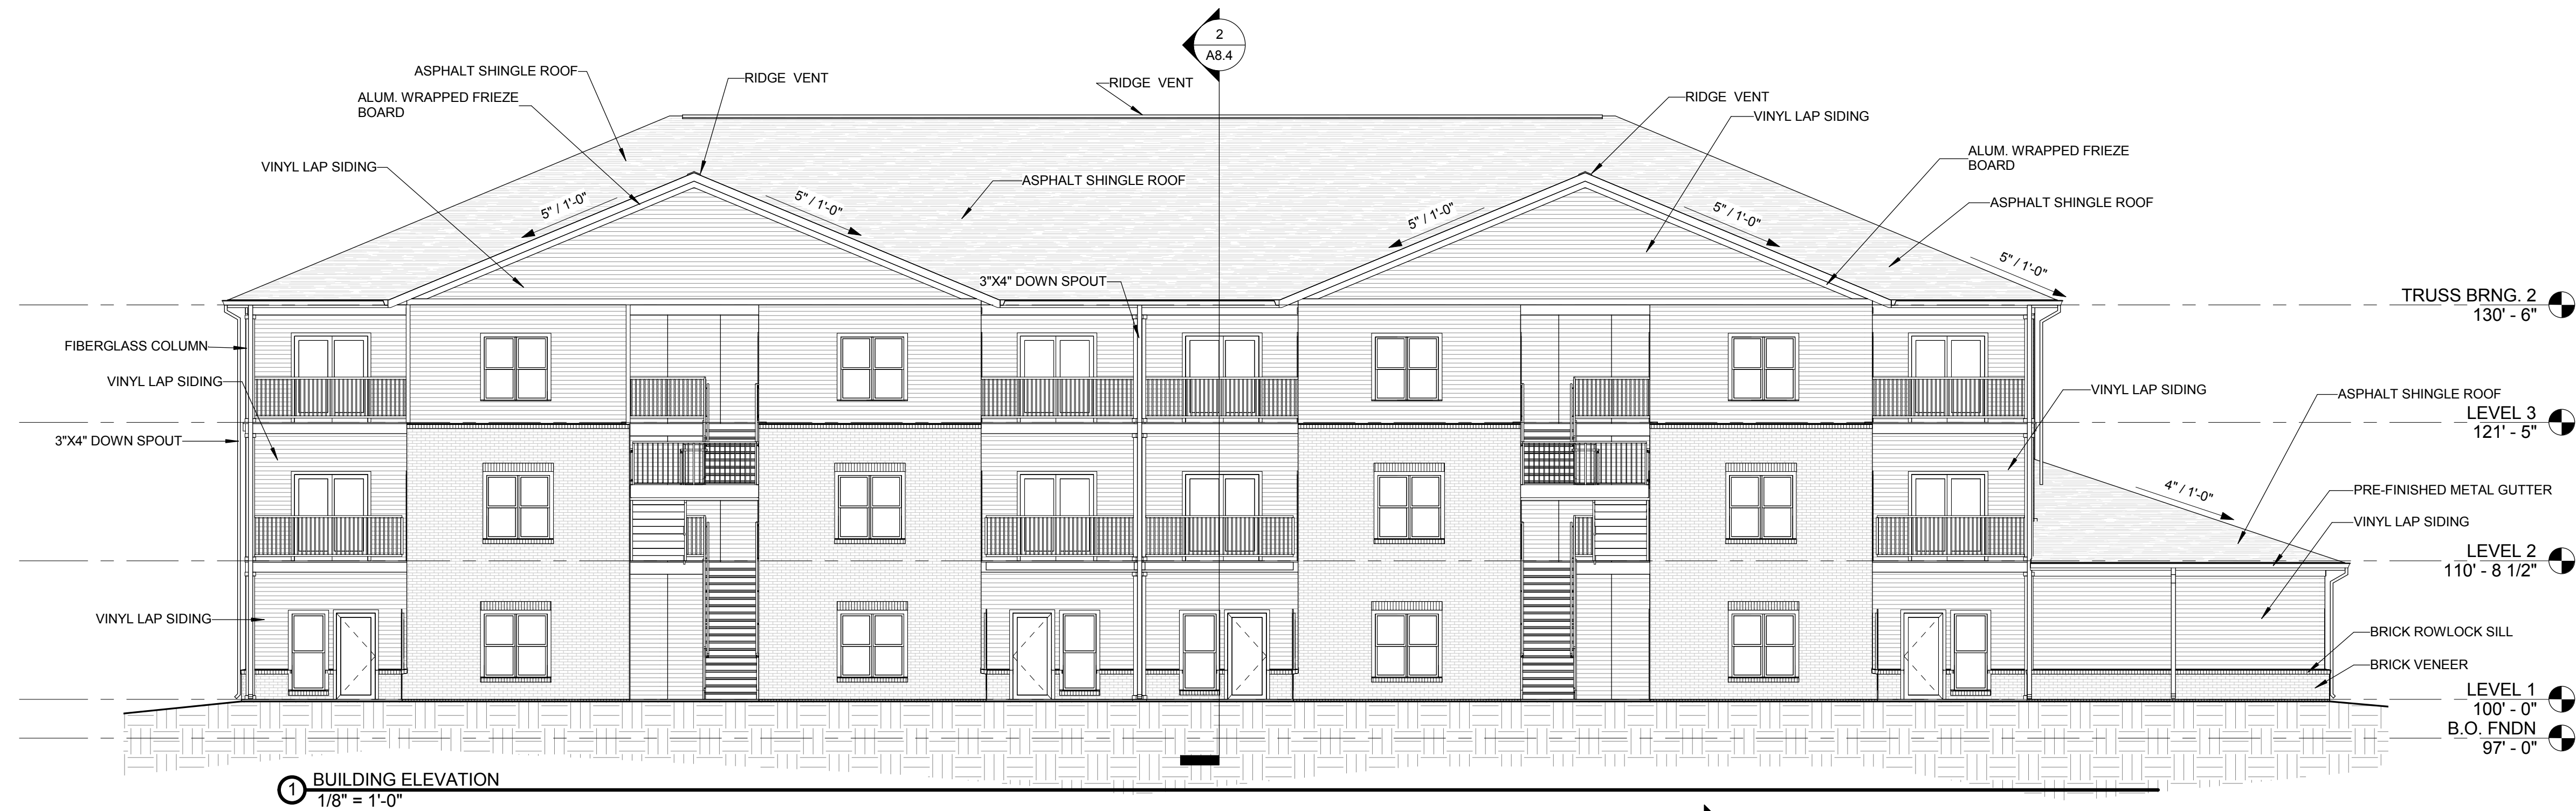 2
A8.4
ASPHALT SHINGLE ROOF
RIDGE VENT
RIDGE VENT
RIDGE VENT
ALUM. WRAPPED FRIEZE
BOARD
VINYL LAP SIDING
ALUM. WRAPPED FRIEZE
BOARD
VINYL LAP SIDING
ASPHALT SHINGLE ROOF
ASPHALT SHINGLE ROOF
5" / 1'-0"
5" / 1'-0"
5" / 1'-0"
5" / 1'-0"
5" / 1'-0"
3"X4" DOWN SPOUT
TRUSS BRNG. 2
130' - 6"
FIBERGLASS COLUMN
VINYL LAP SIDING
VINYL LAP SIDING
ASPHALT SHINGLE ROOF
LEVEL 3
121' - 5"
3"X4" DOWN SPOUT
4" / 1'-0"
PRE-FINISHED METAL GUTTER
VINYL LAP SIDING
LEVEL 2
110' - 8 1/2"
VINYL LAP SIDING
BRICK ROWLOCK SILL
BRICK VENEER
LEVEL 1
100' - 0"
B.O. FNDN
97' - 0"
1
BUILDING ELEVATION
1/8" = 1'-0"